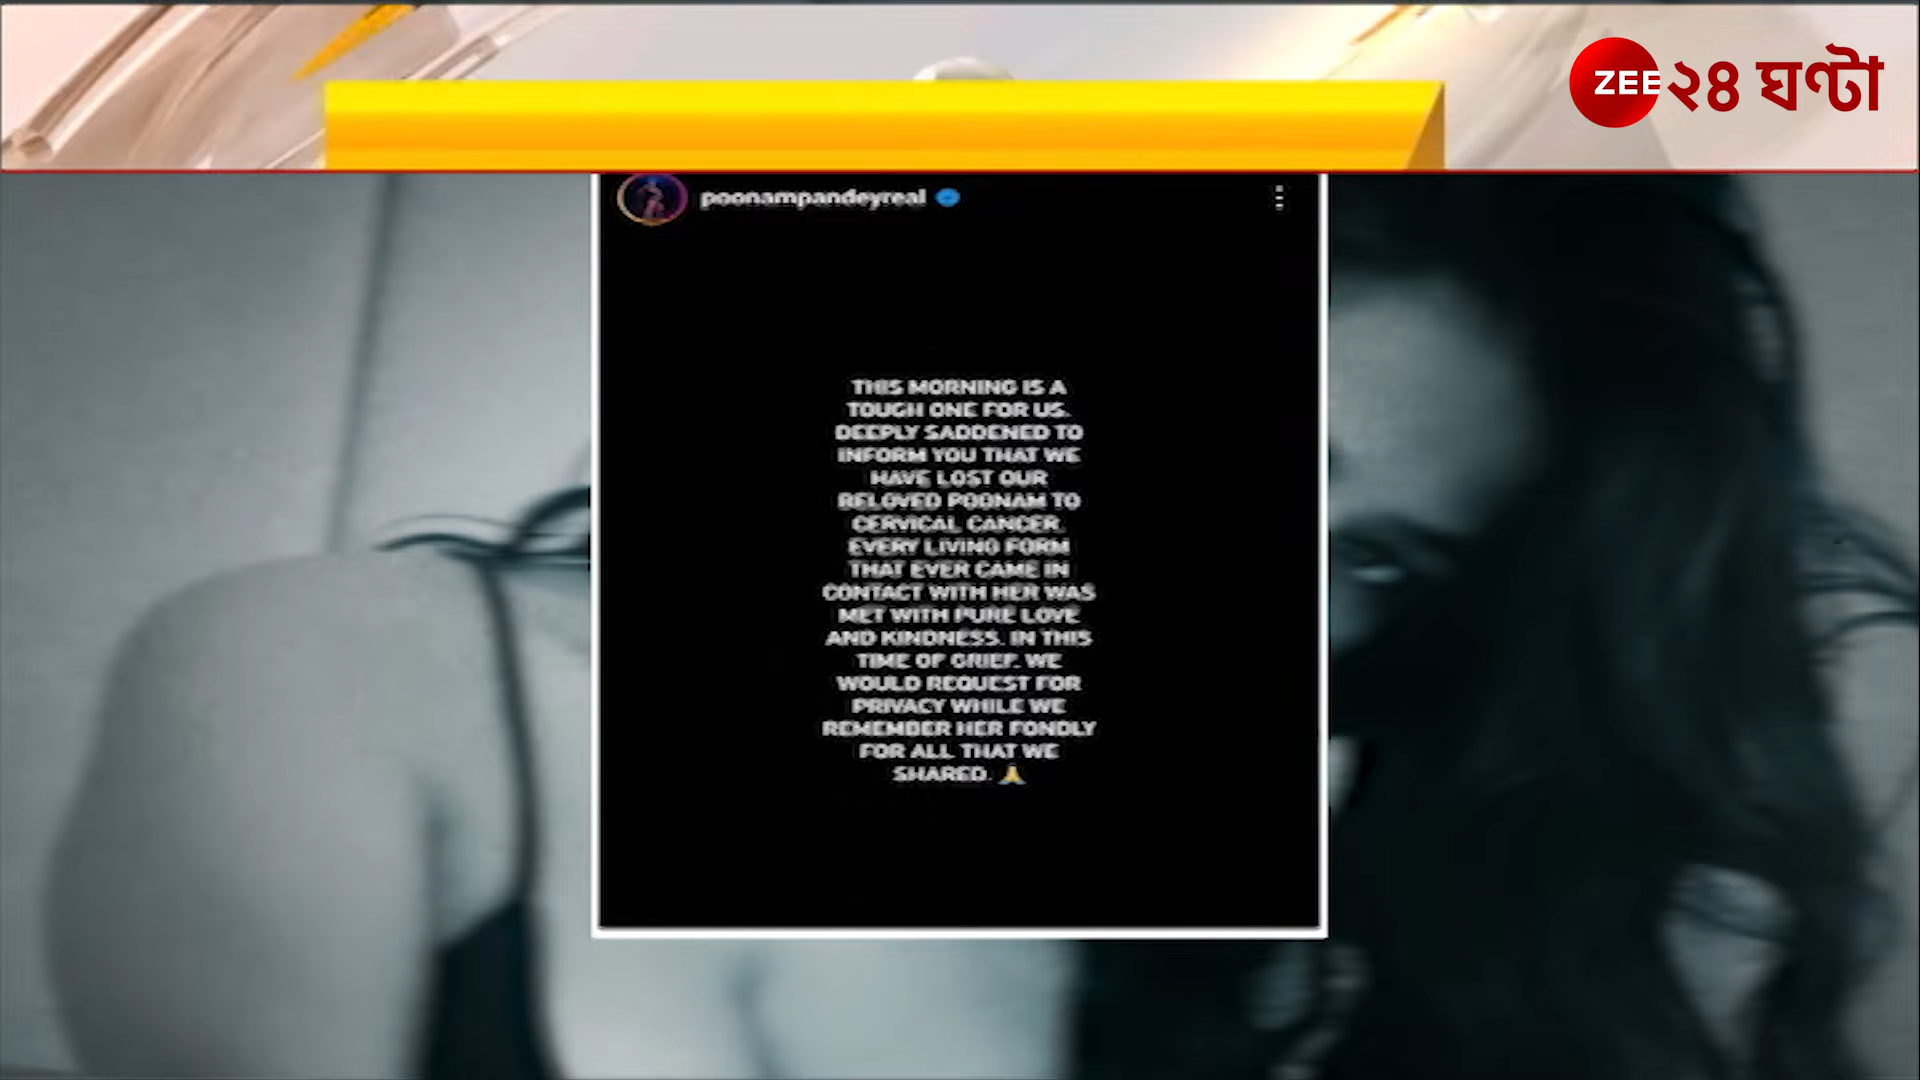 ZEE ২৪ ঘণ্টা
poonampandeyreal
THIS MORNING IS A
TOUGH ONE FOR US.
DEEPLY SADDENED TO
INFORM YOU THAT WE
HAVE LOST OUR
BELOVED POONAM TO
CERVICAL CANCER.
EVERY LIVING FORM
THAT EVER CAME IN
CONTACT WITH HER WAS
MET WITH PURE LOVE
AND KINDNESS. IN THIS
TIME OF GRIEF, WE
WOULD REQUEST FOR
PRIVACY WHILE WE
REMEMBER HER FONDLY
FOR ALL THAT WE
SHARED. 🙏